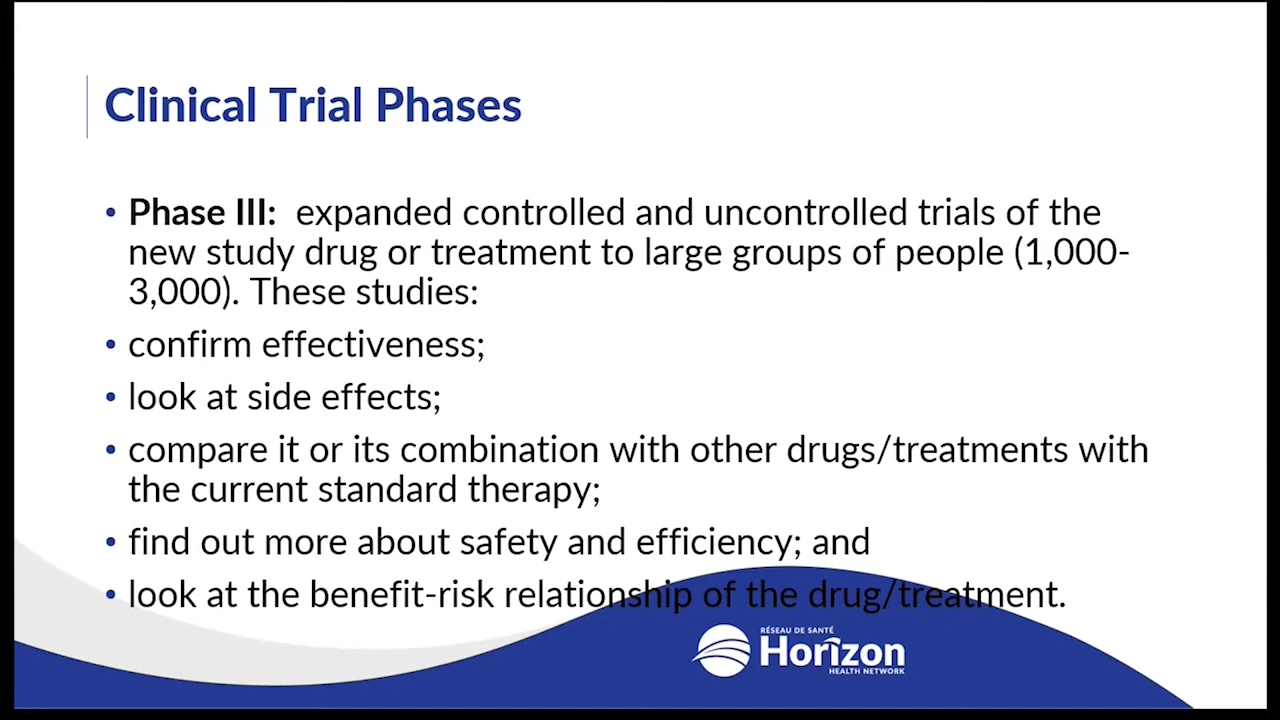 Clinical Trial Phases
• Phase III:  expanded controlled and uncontrolled trials of the
new study drug or treatment to large groups of people (1,000-
3,000). These studies:
• confirm effectiveness;
• look at side effects;
• compare it or its combination with other drugs/treatments with
the current standard therapy;
• find out more about safety and efficiency; and
• look at the benefit-risk relationship of the drug/treatment.
RÉSEAU DE SANTÉ
Horizon
HEALTH NETWORK